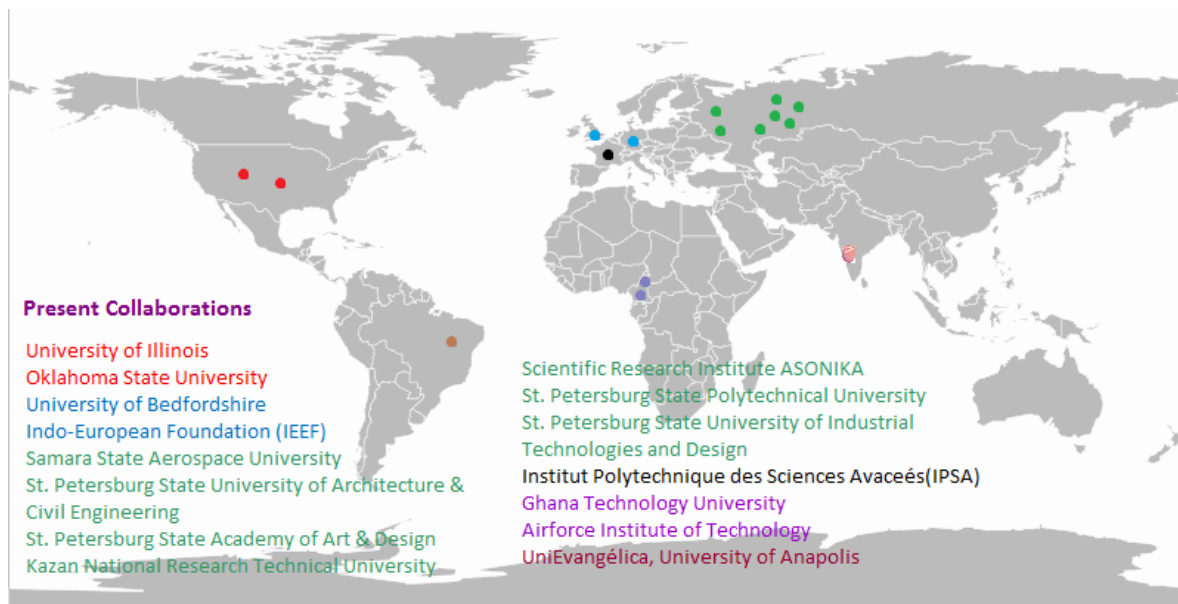 Present Collaborations
University of Illinois
Oklahoma State University
University of Bedfordshire
Indo-European Foundation (IEEF)
Samara State Aerospace University
St. Petersburg State University of Architecture &
Civil Engineering
St. Petersburg State Academy of Art & Design
Kazan National Research Technical University
Scientific Research Institute ASONIKA
St. Petersburg State Polytechnical University
St. Petersburg State University of Industrial
Technologies and Design
Institut Polytechnique des Sciences Avaceés(IPSA)
Ghana Technology University
Airforce Institute of Technology
UniEvangélica, University of Anapolis